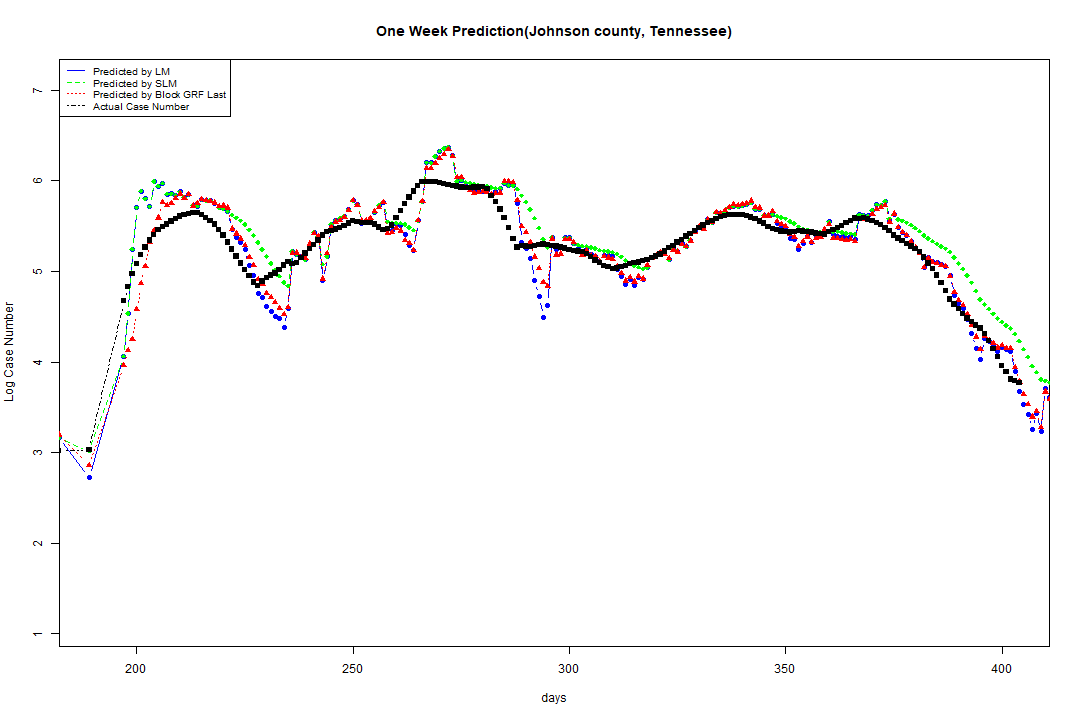 One Week Prediction(Johnson county, Tennessee)
Predicted by LM
Predicted by SLM
Predicted by Block GRF Last
Actual Case Number
7
6
5
4
3
2
1
Log Case Number
200 250 300 350 400
days